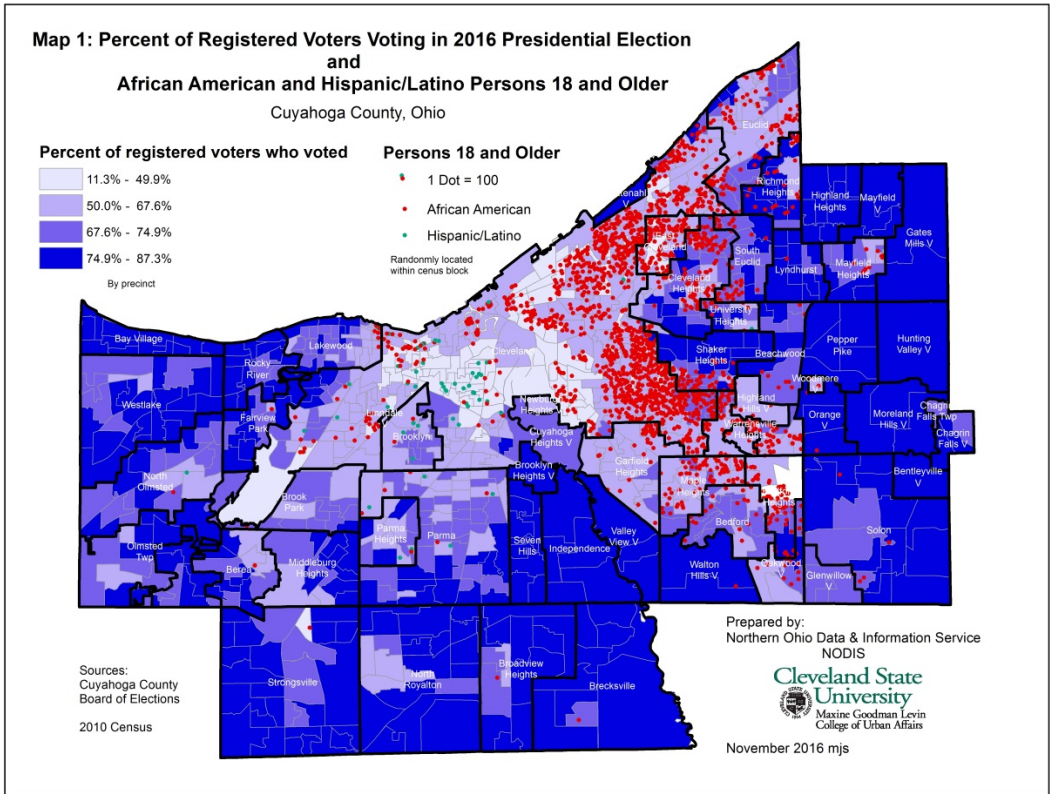 Map 1: Percent of Registered Voters Voting in 2016 Presidential Election
and
African American and Hispanic/Latino Persons 18 and Older
Cuyahoga County, Ohio
Percent of registered voters who voted
11.3% - 49.9%
50.0% - 67.6%
67.6% - 74.9%
74.9% - 87.3%
By precinct
Persons 18 and Older
1 Dot = 100
African American
Hispanic/Latino
Randonmly located
within cenus block
Euclid
Richmond
Heights
Highland
Heights
Mayfield
V
Gates
Mills V
V
Cleveland
South
Euclid
Lyndhurst
Mayfield
Heights
Cleveland
Heights
University
Heights
Bay Village
Rocky
River
Lakewood
Cleveland
Shaker
Heights
Beachwood
Pepper
Pike
Hunting
Valley V
Woodmere
Westlake
Fairview
Park
Brooklyn
Newburgh
Heights V
Cuyahoga
Heights V
Highland
Hills V
Warrensville
Heights
Orange
V
Moreland
Hills V
Chagrin
Falls Twp
Chagrin
Falls V
North
Olmsted
Brook
Park
Brooklyn
Heights V
Garfield
Heights
Maple
Heights
Heights
Bentleyville
V
Olmsted
Twp
Berea
Middleburg
Heights
Parma
Heights
Parma
Seven
Hills
Independence
Valley
View V
Bedford
Walton
Hills V
Oakwood
V
Solon
Glenwillow
V
Strongsville
North
Royalton
Broadview
Heights
Brecksville
Sources:
Cuyahoga County
Board of Elections
2010 Census
Prepared by:
Northern Ohio Data & Information Service
NODIS
Cleveland State
University
Maxine Goodman Levin
College of Urban Affairs
November 2016 mjs